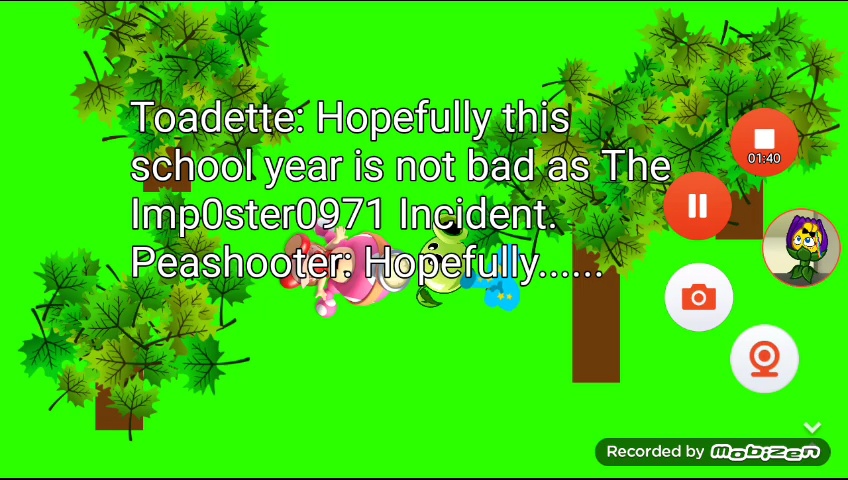 Toadette: Hopefully this
school year is not bad as The
Imp0ster0971 Incident.
Peashooter: Hopefully......
01:40
Recorded by Mobizen